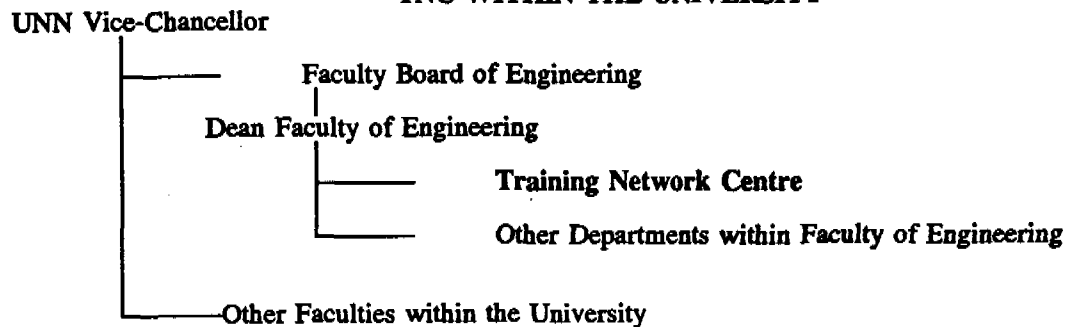 UNN Vice-Chancellor
Faculty Board of Engineering
Dean Faculty of Engineering
Training Network Centre
Other Departments within Faculty of Engineering
Other Faculties within the University